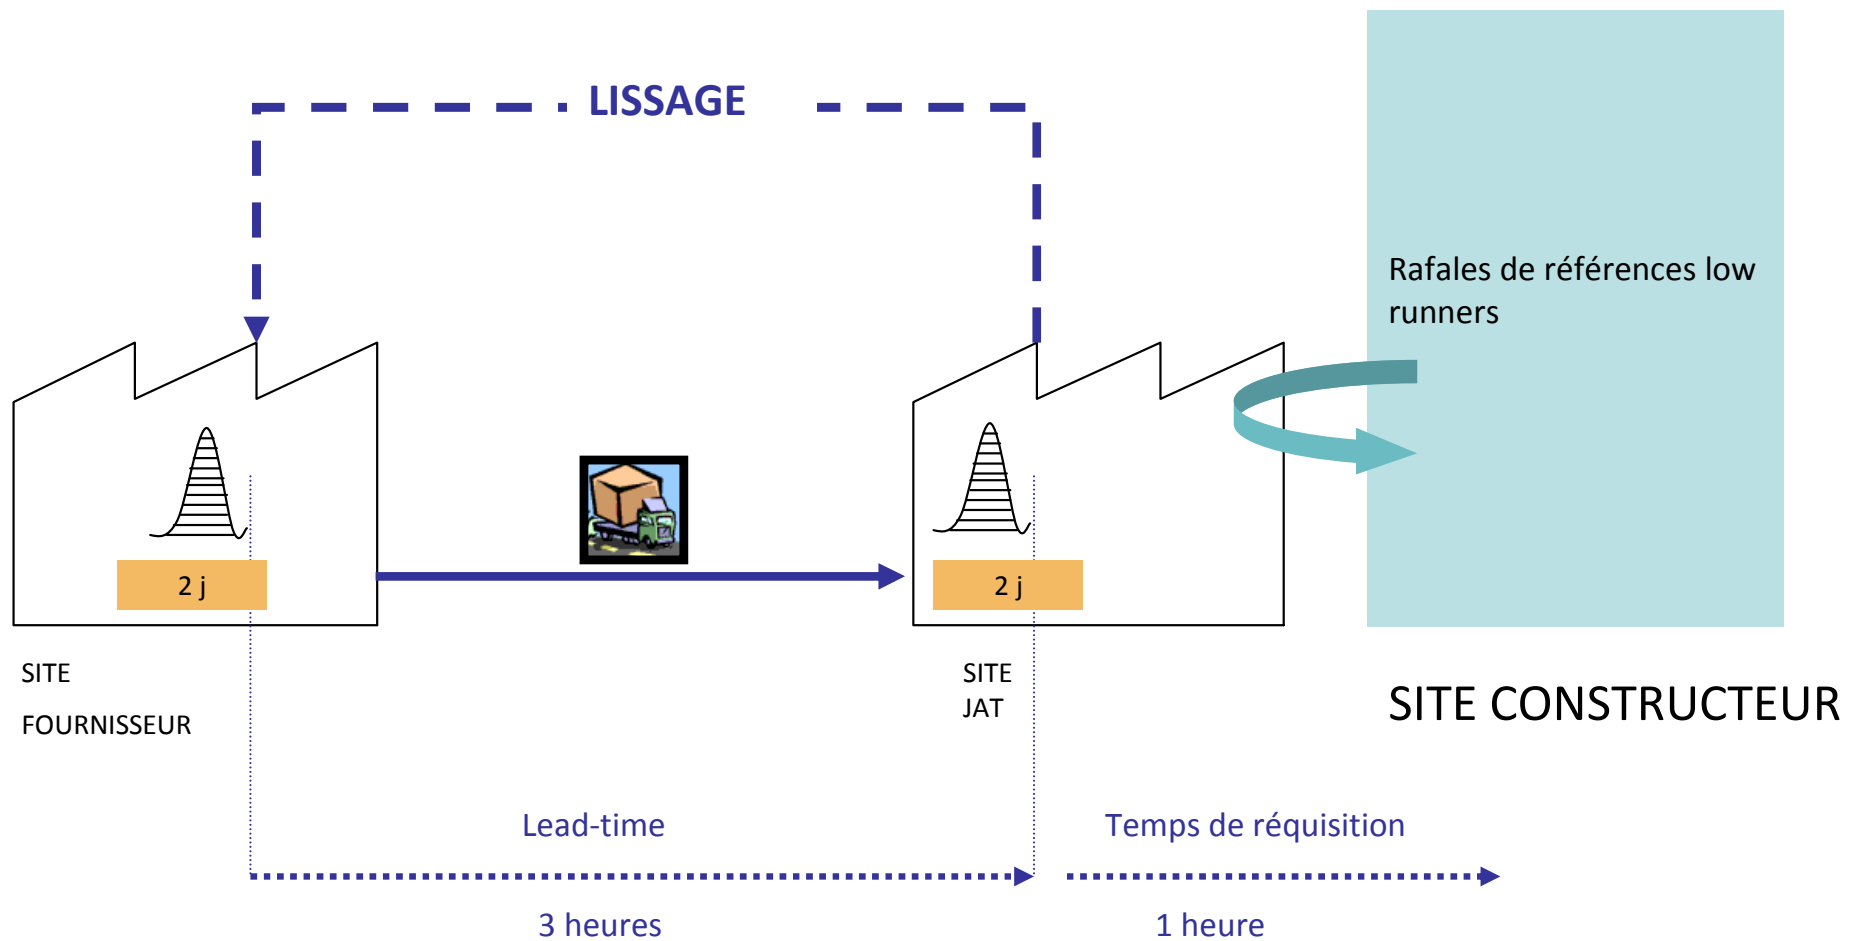 LISSAGE
Rafales de références low
runners
2 j
2 j
SITE
FOURNISSEUR
SITE
JAT
SITE CONSTRUCTEUR
Lead-time
Temps de réquisition
3 heures
1 heure